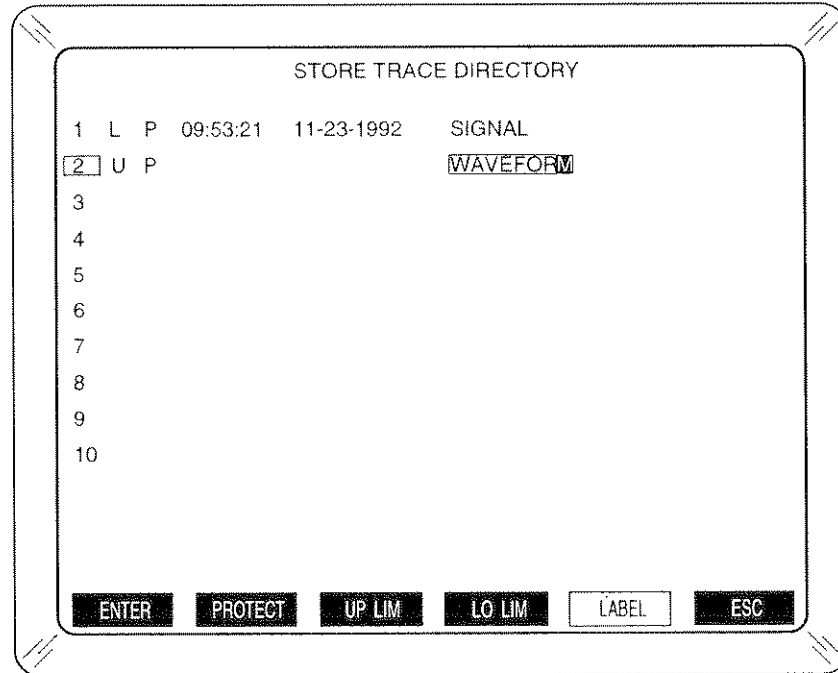 STORE TRACE DIRECTORY
1 L P 09:53:21 11-23-1992 SIGNAL
2 U P WAVEFORM
3
4
5
6
7
8
9
10
ENTER PROTECT UP LIM LO LIM LABEL ESC